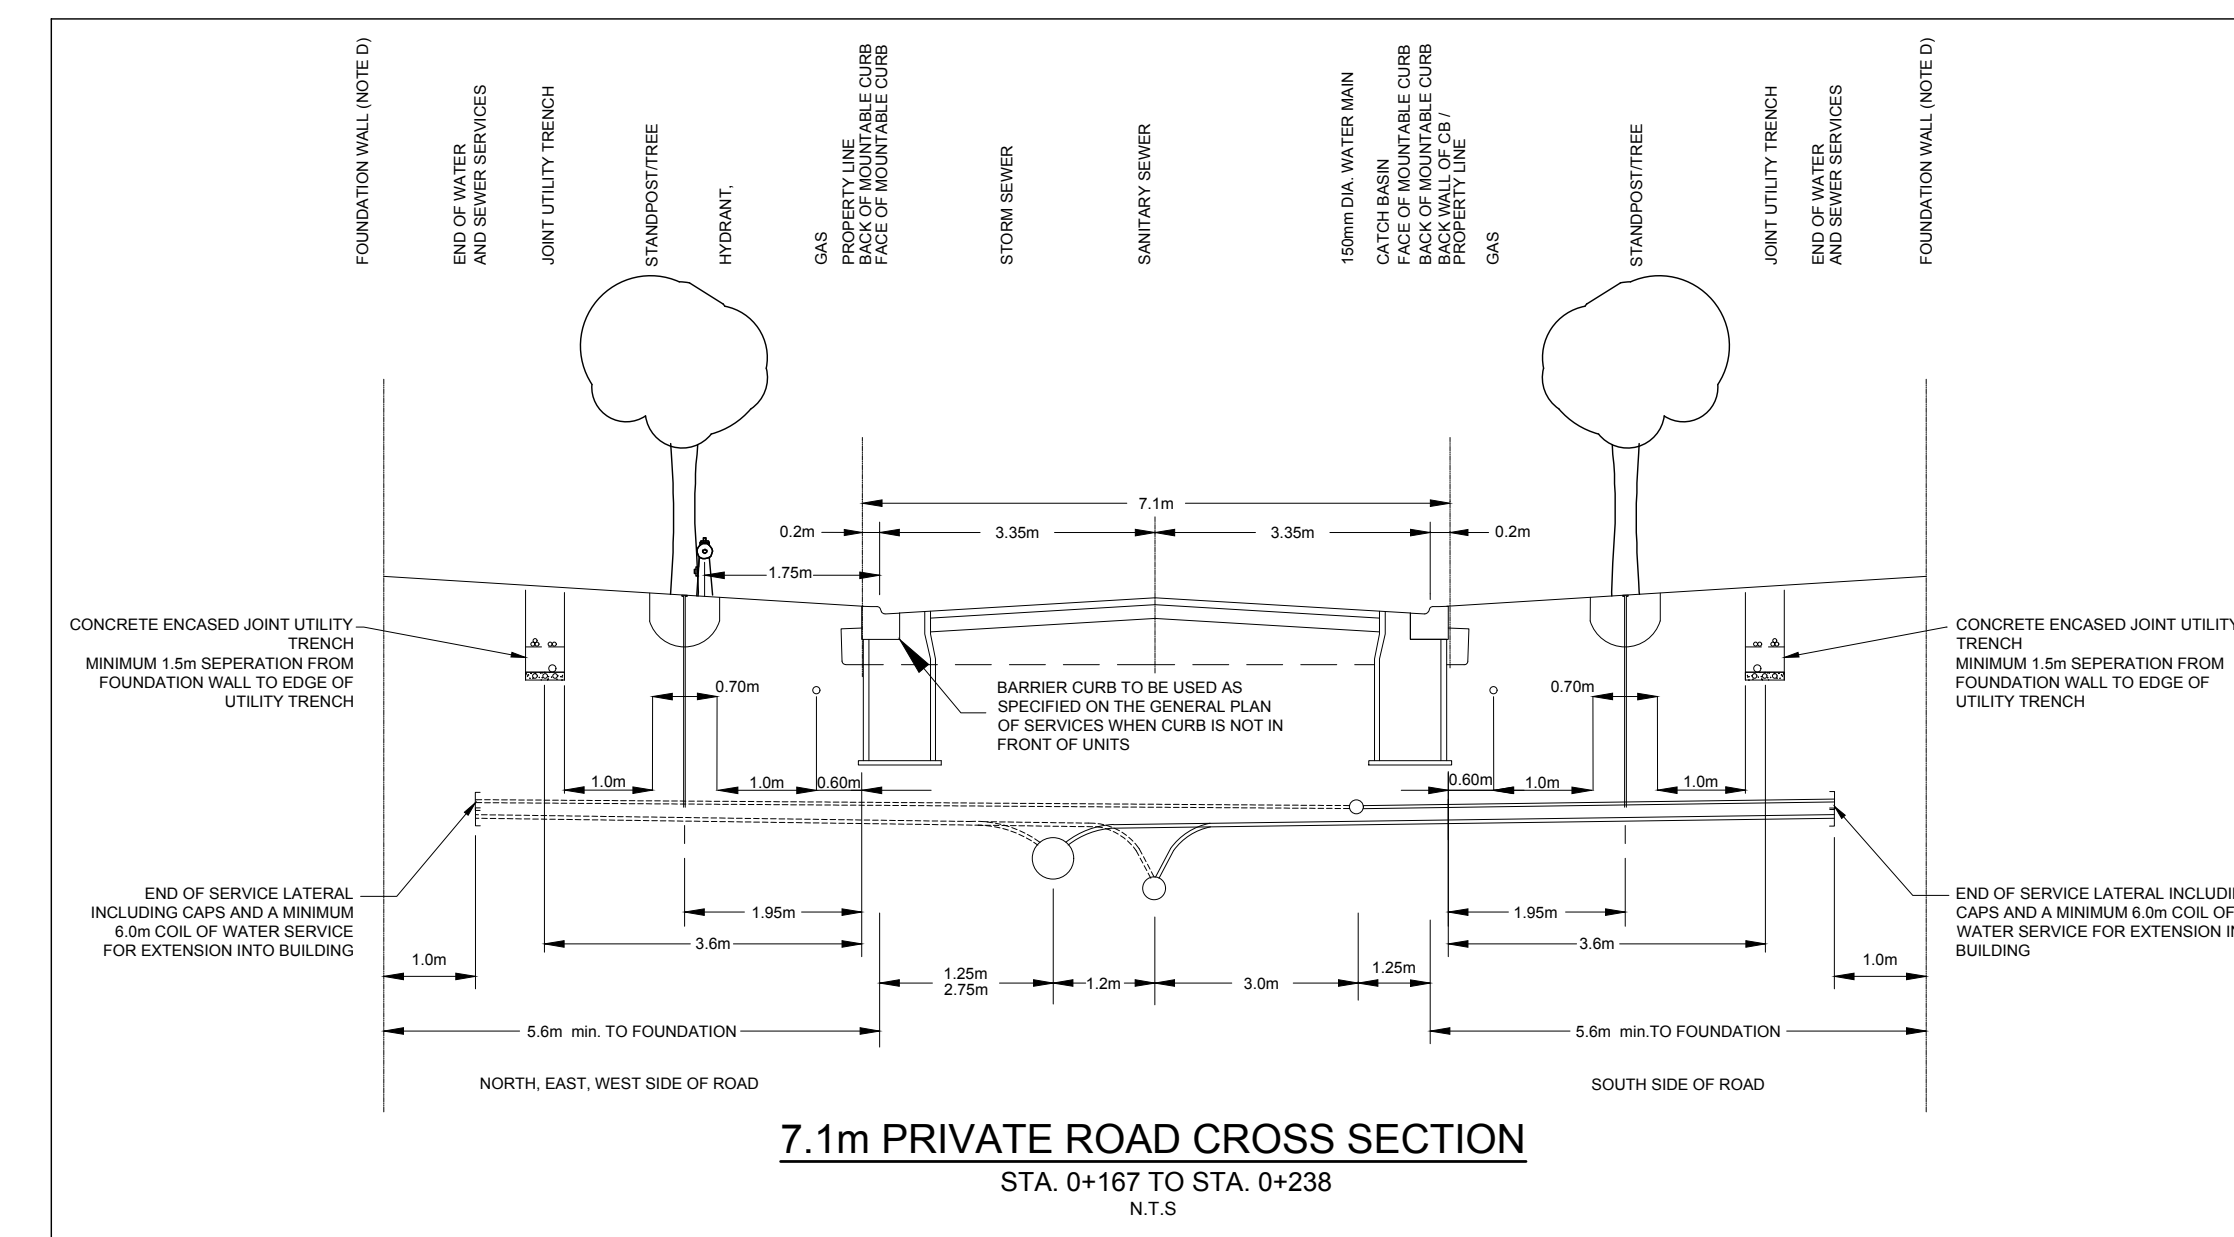 FOUNDATION WALL (NOTE D)
END OF WATER
AND SEWER SERVICES
JOINT UTILITY TRENCH
STANDPOST/TREE
HYDRANT,
GAS
PROPERTY LINE
BACK OF MOUNTABLE CURB
FACE OF MOUNTABLE CURB
STORM SEWER
SANITARY SEWER
150mm DIA. WATER MAIN
CATCH BASIN
FACE OF MOUNTABLE CURB
BACK OF MOUNTABLE CURB
BACK WALL OF CB /
PROPERTY LINE
GAS
STANDPOST/TREE
JOINT UTILITY TRENCH
END OF WATER
AND SEWER SERVICES
FOUNDATION WALL (NOTE D)
7.1m
0.2m
3.35m
3.35m
0.2m
1.75m
CONCRETE ENCASED JOINT UTILITY
TRENCH
MINIMUM 1.5m SEPERATION FROM
FOUNDATION WALL TO EDGE OF
UTILITY TRENCH
CONCRETE ENCASED JOINT UTILITY
TRENCH
MINIMUM 1.5m SEPERATION FROM
FOUNDATION WALL TO EDGE OF
UTILITY TRENCH
0.70m
BARRIER CURB TO BE USED AS
SPECIFIED ON THE GENERAL PLAN
OF SERVICES WHEN CURB IS NOT IN
FRONT OF UNITS
0.70m
1.0m
1.0m
0.60m
0.60m
1.0m
1.0m
END OF SERVICE LATERAL
INCLUDING CAPS AND A MINIMUM
6.0m COIL OF WATER SERVICE
FOR EXTENSION INTO BUILDING
END OF SERVICE LATERAL INCLUDI
CAPS AND A MINIMUM 6.0m COIL OF
WATER SERVICE FOR EXTENSION I
BUILDING
1.95m
1.95m
3.6m
3.6m
1.0m
1.25m
2.75m
1.2m
3.0m
1.25m
1.0m
5.6m min. TO FOUNDATION
5.6m min.TO FOUNDATION
NORTH, EAST, WEST SIDE OF ROAD
SOUTH SIDE OF ROAD
7.1m PRIVATE ROAD CROSS SECTION
STA. 0+167 TO STA. 0+238
N.T.S